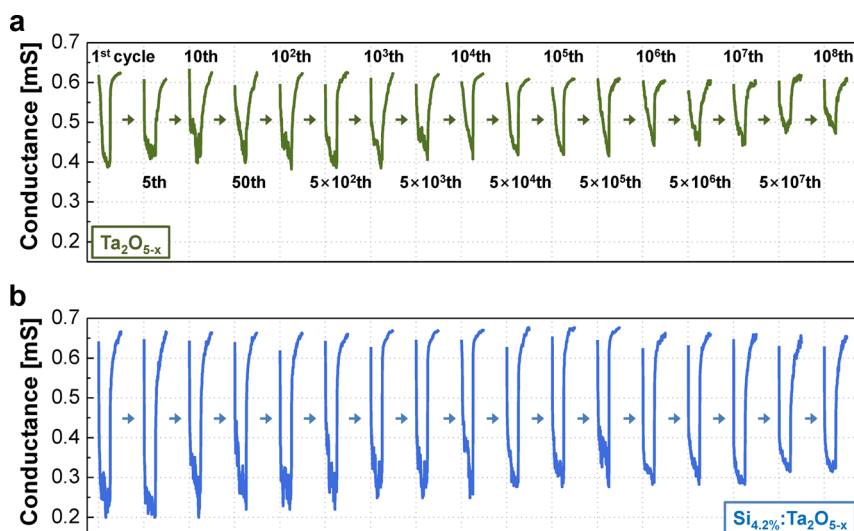 a
0.7
1st cycle 10th 10²th 10³th 10⁴th 10⁵th 10⁶th 10⁷th 10⁸th
0.6
0.5
0.4
5th 50th 5×10²th 5×10³th 5×10⁴th 5×10⁵th 5×10⁶th 5×10⁷th
0.3
0.2
Conductance [mS]
Ta₂O₅₋ₓ
b
0.7
0.6
0.5
0.4
0.3
0.2
Conductance [mS]
Si₄.₂%:Ta₂O₅₋ₓ